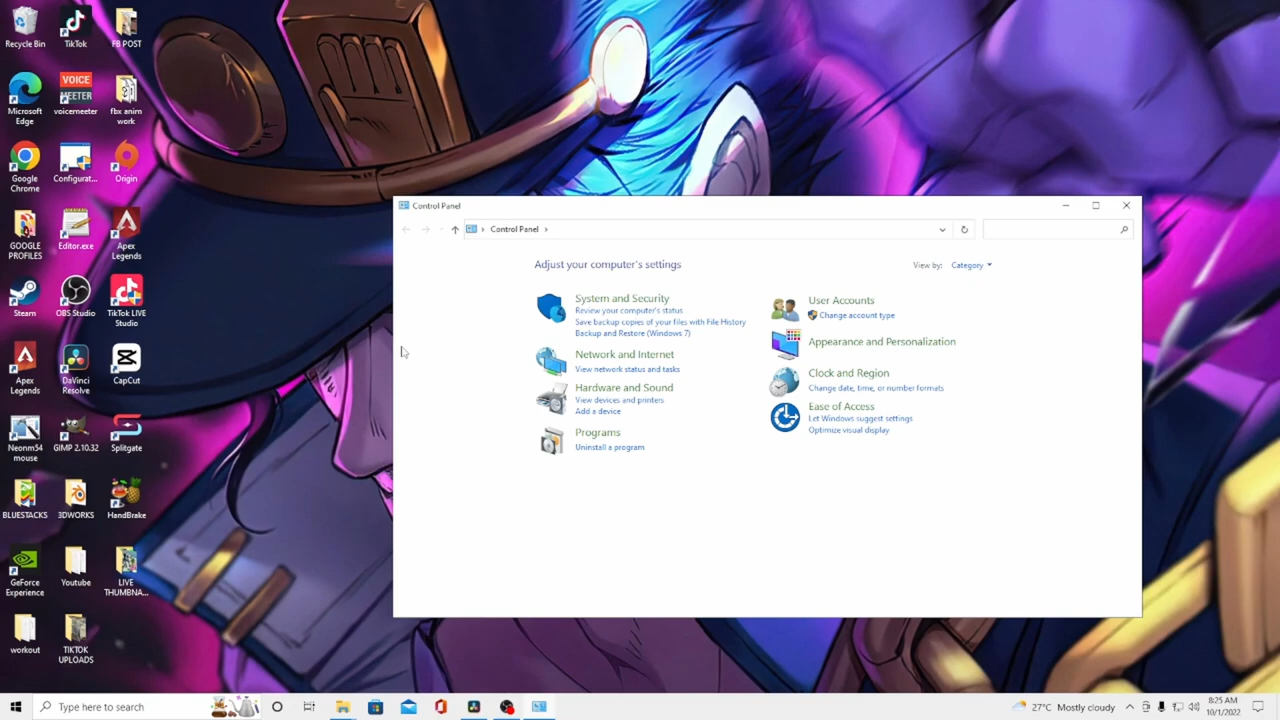 Recycle Bin
TikTok
FB POST
Microsoft
Edge
VOICE
MEETER
voicemeeter
fbx anim
work
Google
Chrome
Configurat...
Origin
GOOGLE
PROFILES
Editor.exe
Apex
Legends
Steam
OBS Studio
TikTok LIVE
Studio
Apex
Legends
DaVinci
Resolve
CapCut
Neonm54
mouse
GIMP 2.10.32
Splitgate
BLUESTACKS
3DWORKS
HandBrake
GeForce
Experience
Youtube
LIVE
THUMBNA...
workout
TIKTOK
UPLOADS
Control Panel
Control Panel
Adjust your computer's settings
View by: Category
System and Security
Review your computer's status
Save backup copies of your files with File History
Backup and Restore (Windows 7)
Network and Internet
View network status and tasks
Hardware and Sound
View devices and printers
Add a device
Programs
Uninstall a program
User Accounts
Change account type
Appearance and Personalization
Clock and Region
Change date, time, or number formats
Ease of Access
Let Windows suggest settings
Optimize visual display
Type here to search
27°C Mostly cloudy
8:25 AM
10/1/2022